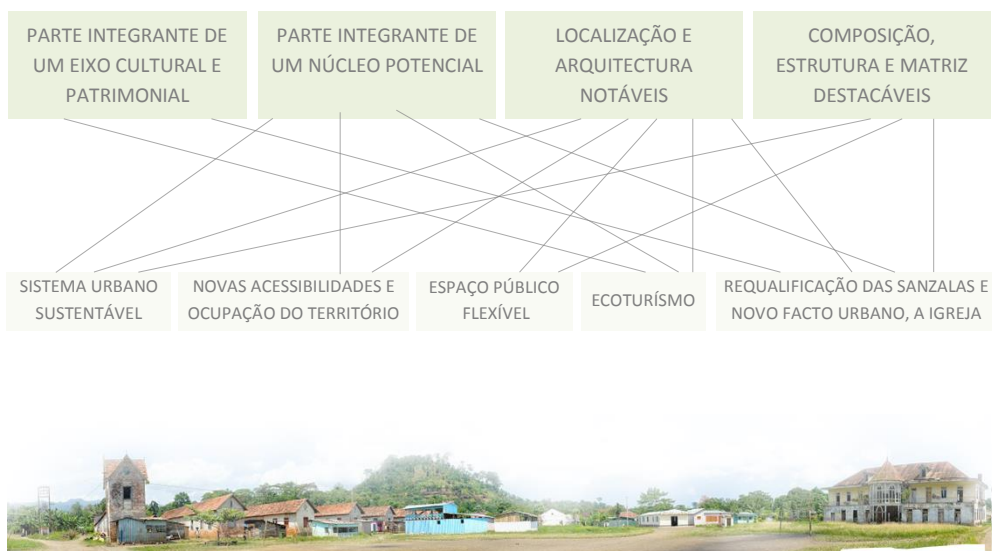 PARTE INTEGRANTE DE
UM EIXO CULTURAL E
PATRIMONIAL
PARTE INTEGRANTE DE
UM NÚCLEO POTENCIAL
LOCALIZAÇÃO E
ARQUITECTURA
NOTÁVEIS
COMPOSIÇÃO,
ESTRUTURA E MATRIZ
DESTACÁVEIS
SISTEMA URBANO
SUSTENTÁVEL
NOVAS ACESSIBILIDADES E
OCUPAÇÃO DO TERRITÓRIO
ESPAÇO PÚBLICO
FLEXÍVEL
ECOTURÍSMO
REQUALIFICAÇÃO DAS SANZALAS E
NOVO FACTO URBANO, A IGREJA